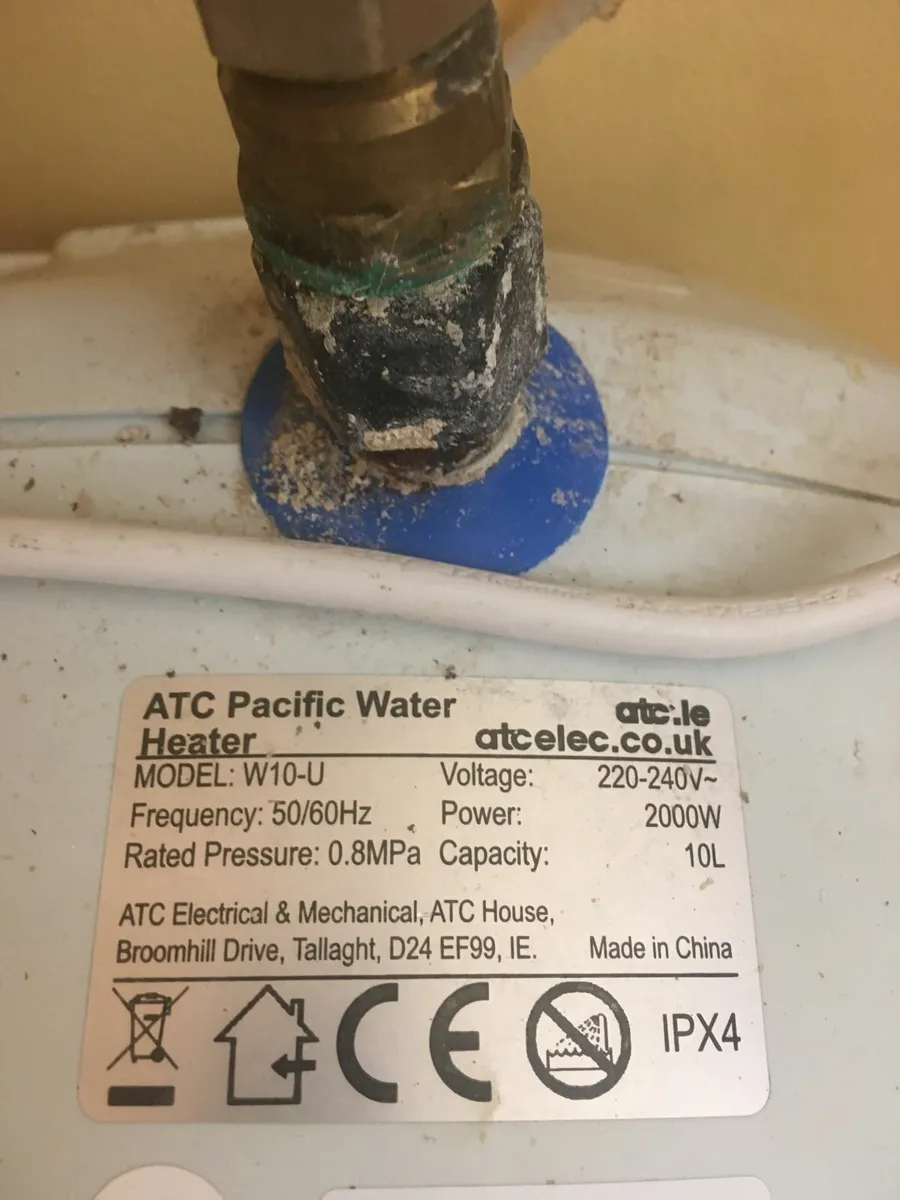 ATC Pacific Water atc.ie
Heater atcelec.co.uk
MODEL: W10-U Voltage: 220-240V~
Frequency: 50/60Hz Power: 2000W
Rated Pressure: 0.8MPa Capacity: 10L
ATC Electrical & Mechanical, ATC House,
Broomhill Drive, Tallaght, D24 EF99, IE. Made in China
CE IPX4